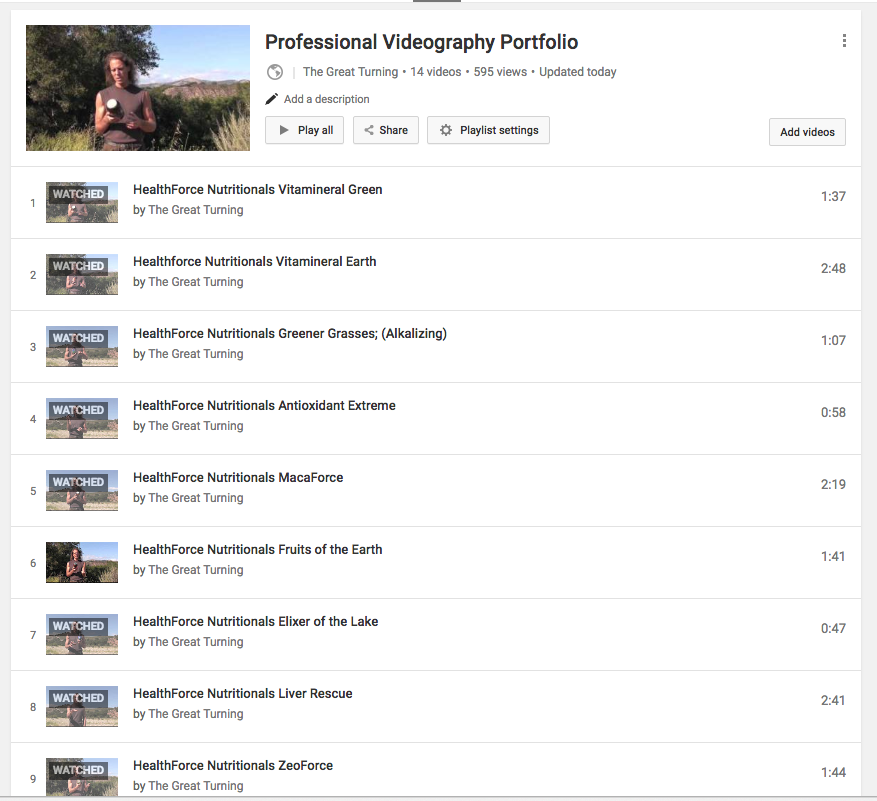 Professional Videography Portfolio
The Great Turning • 14 videos • 595 views • Updated today
Add a description
Play all
Share
Playlist settings
Add videos
1
WATCHED
HealthForce Nutritionals Vitamineral Green
by The Great Turning
1:37
2
WATCHED
Healthforce Nutritionals Vitamineral Earth
by The Great Turning
2:48
3
WATCHED
HealthForce Nutritionals Greener Grasses; (Alkalizing)
by The Great Turning
1:07
4
WATCHED
HealthForce Nutritionals Antioxidant Extreme
by The Great Turning
0:58
5
WATCHED
HealthForce Nutritionals MacaForce
by The Great Turning
2:19
6
HealthForce Nutritionals Fruits of the Earth
by The Great Turning
1:41
7
WATCHED
HealthForce Nutritionals Elixer of the Lake
by The Great Turning
0:47
8
WATCHED
HealthForce Nutritionals Liver Rescue
by The Great Turning
2:41
9
WATCHED
HealthForce Nutritionals ZeoForce
by The Great Turning
1:44